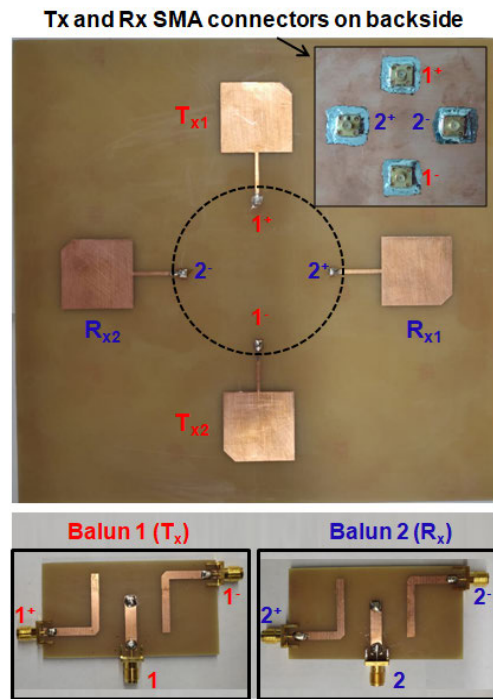 Tx and Rx SMA connectors on backside
Tx1
1+
2+ 2-
1-
1+
2- 2+
Rx2 Rx1
1-
Tx2
Balun 1 (Tx) Balun 2 (Rx)
1+ 1-
1
2+ 2-
2